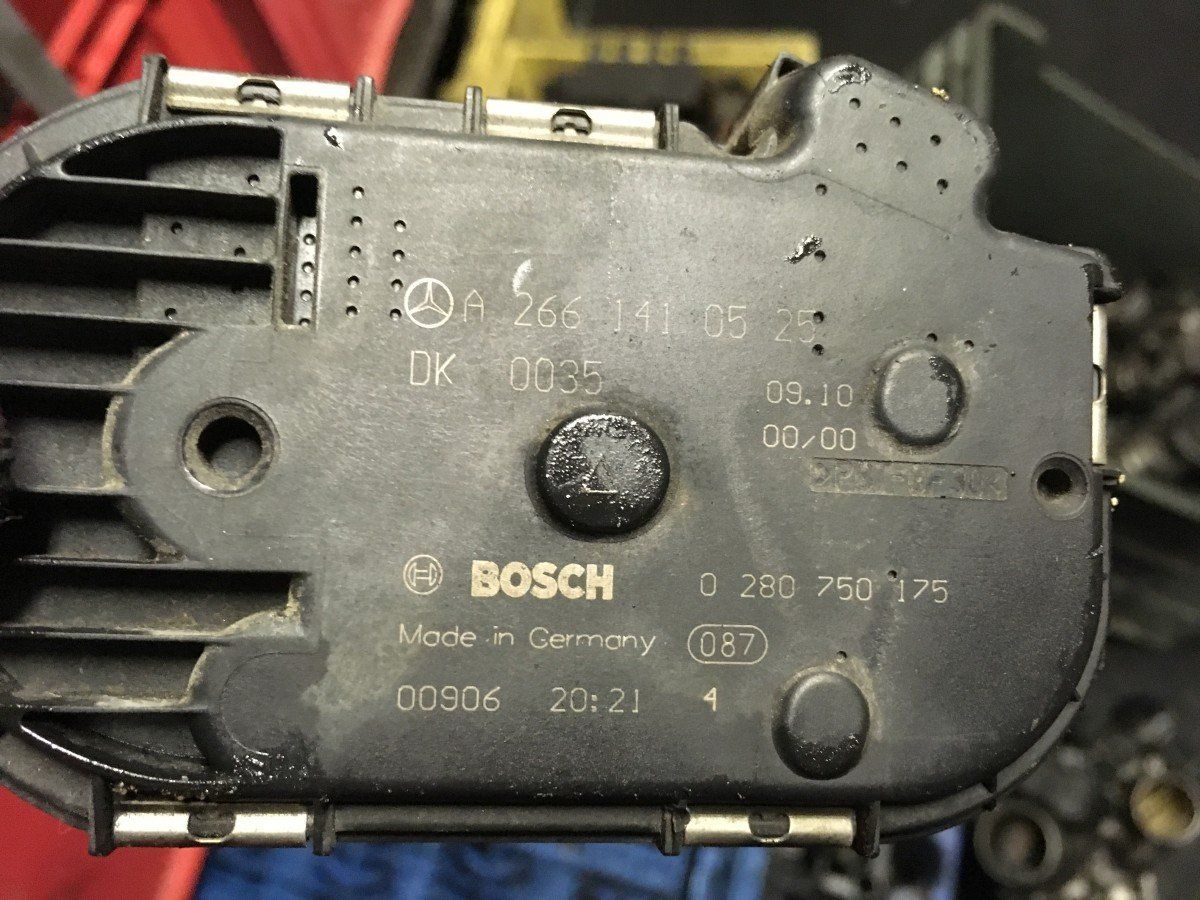 A 266 141 05 25
DK 0035
09.10
00/00
BOSCH 0 280 750 175
Made in Germany 087
00906 20:21 4